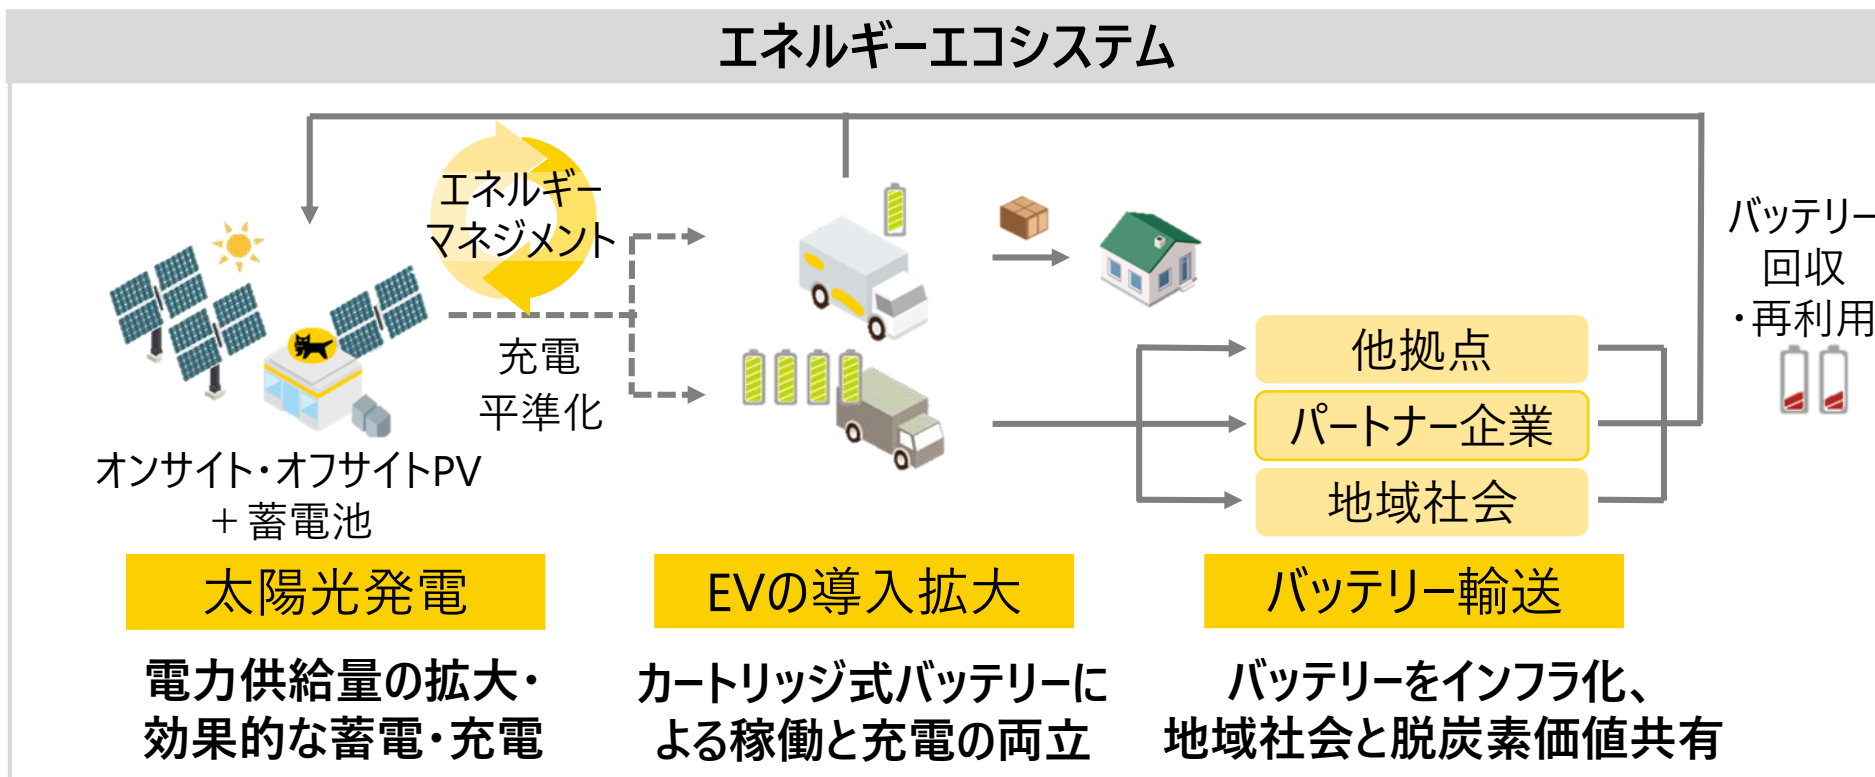 エネルギーエコシステム
エネルギー
マネジメント
充電
平準化
オンサイト・オフサイトPV
＋蓄電池
他拠点
パートナー企業
地域社会
バッテリー
回収
・再利用
太陽光発電
EVの導入拡大
バッテリー輸送
電力供給量の拡大・
効果的な蓄電・充電
カートリッジ式バッテリーに
よる稼働と充電の両立
バッテリーをインフラ化、
地域社会と脱炭素価値共有